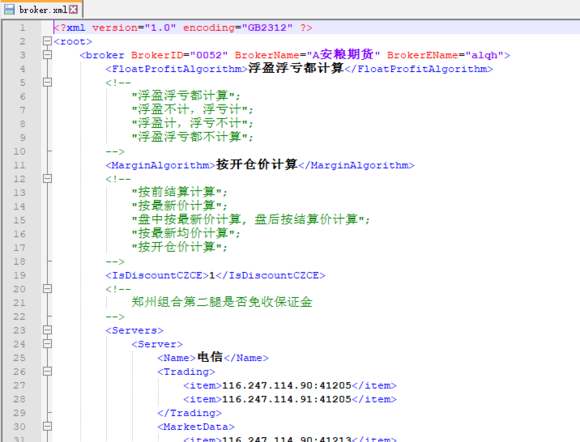 broker.xml
1 <?xml version="1.0" encoding="GB2312" ?>
2 <root>
3 <broker BrokerID="0052" BrokerName="A安粮期货" BrokerEName="alqh">
4 <FloatProfitAlgorithm>浮盈浮亏都计算</FloatProfitAlgorithm>
5 <!--
6 "浮盈浮亏都计算";
7 "浮盈不计，浮亏计";
8 "浮盈计，浮亏不计";
9 "浮盈浮亏都不计算";
10 -->
11 <MarginAlgorithm>按开仓价计算</MarginAlgorithm>
12 <!--
13 "按前结算计算";
14 "按最新价计算";
15 "盘中按最新价计算, 盘后按结算价计算";
16 "按最新均价计算";
17 "按开仓价计算";
18 -->
19 <IsDiscountCZCE>1</IsDiscountCZCE>
20 <!--
21 郑州组合第二腿是否免收保证金
22 -->
23 <Servers>
24 <Server>
25 <Name>电信</Name>
26 <Trading>
27 <item>116.247.114.90:41205</item>
28 <item>116.247.114.91:41205</item>
29 </Trading>
30 <MarketData>
31 <item>116.247.114.90:41213</item>